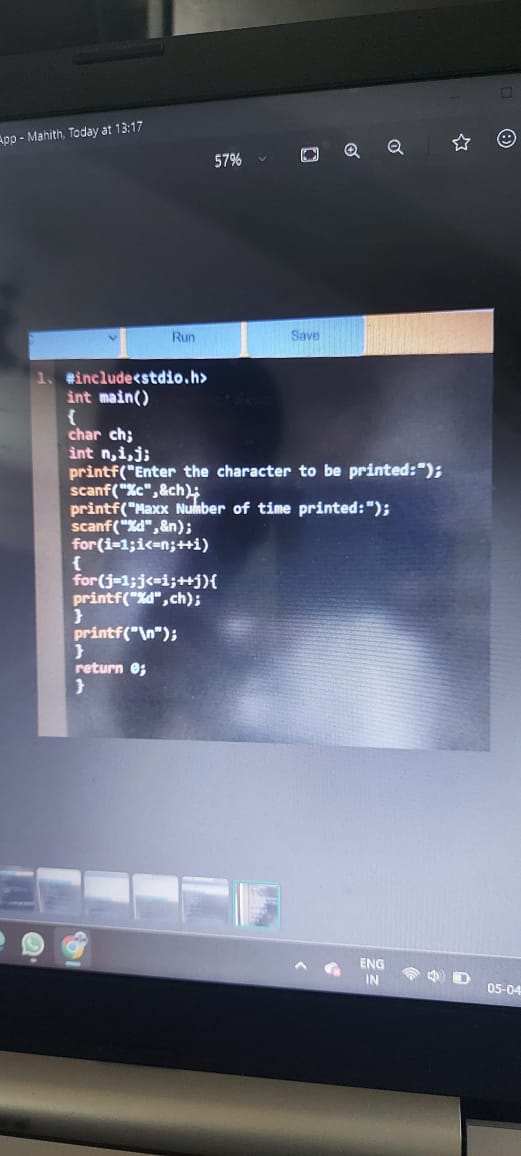 App - Mahith, Today at 13:17
57%
Run
Save
1. #include<stdio.h>
int main()
{
char ch;
int n,i,j;
printf("Enter the character to be printed:");
scanf("%c",&ch);
printf("Maxx Number of time printed:");
scanf("%d",&n);
for(i=1;i<=n;++i)
{
for(j=1;j<=i;++j){
printf("%d",ch);
}
printf("\n");
}
return 0;
}
ENG
IN
05-04